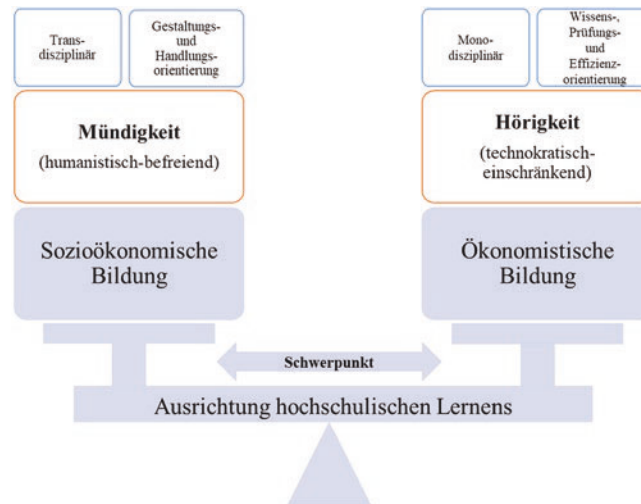 Trans-
disziplinär
Gestaltungs-
und
Handlungs-
orientierung
Mündigkeit
(humanistisch-befreiend)
Sozioökonomische
Bildung
Mono-
disziplinär
Wissens-,
Prüfungs-
und
Effizienz-
orientierung
Hörigkeit
(technokratisch-
einschränkend)
Ökonomistische
Bildung
Schwerpunkt
Ausrichtung hochschulischen Lernens